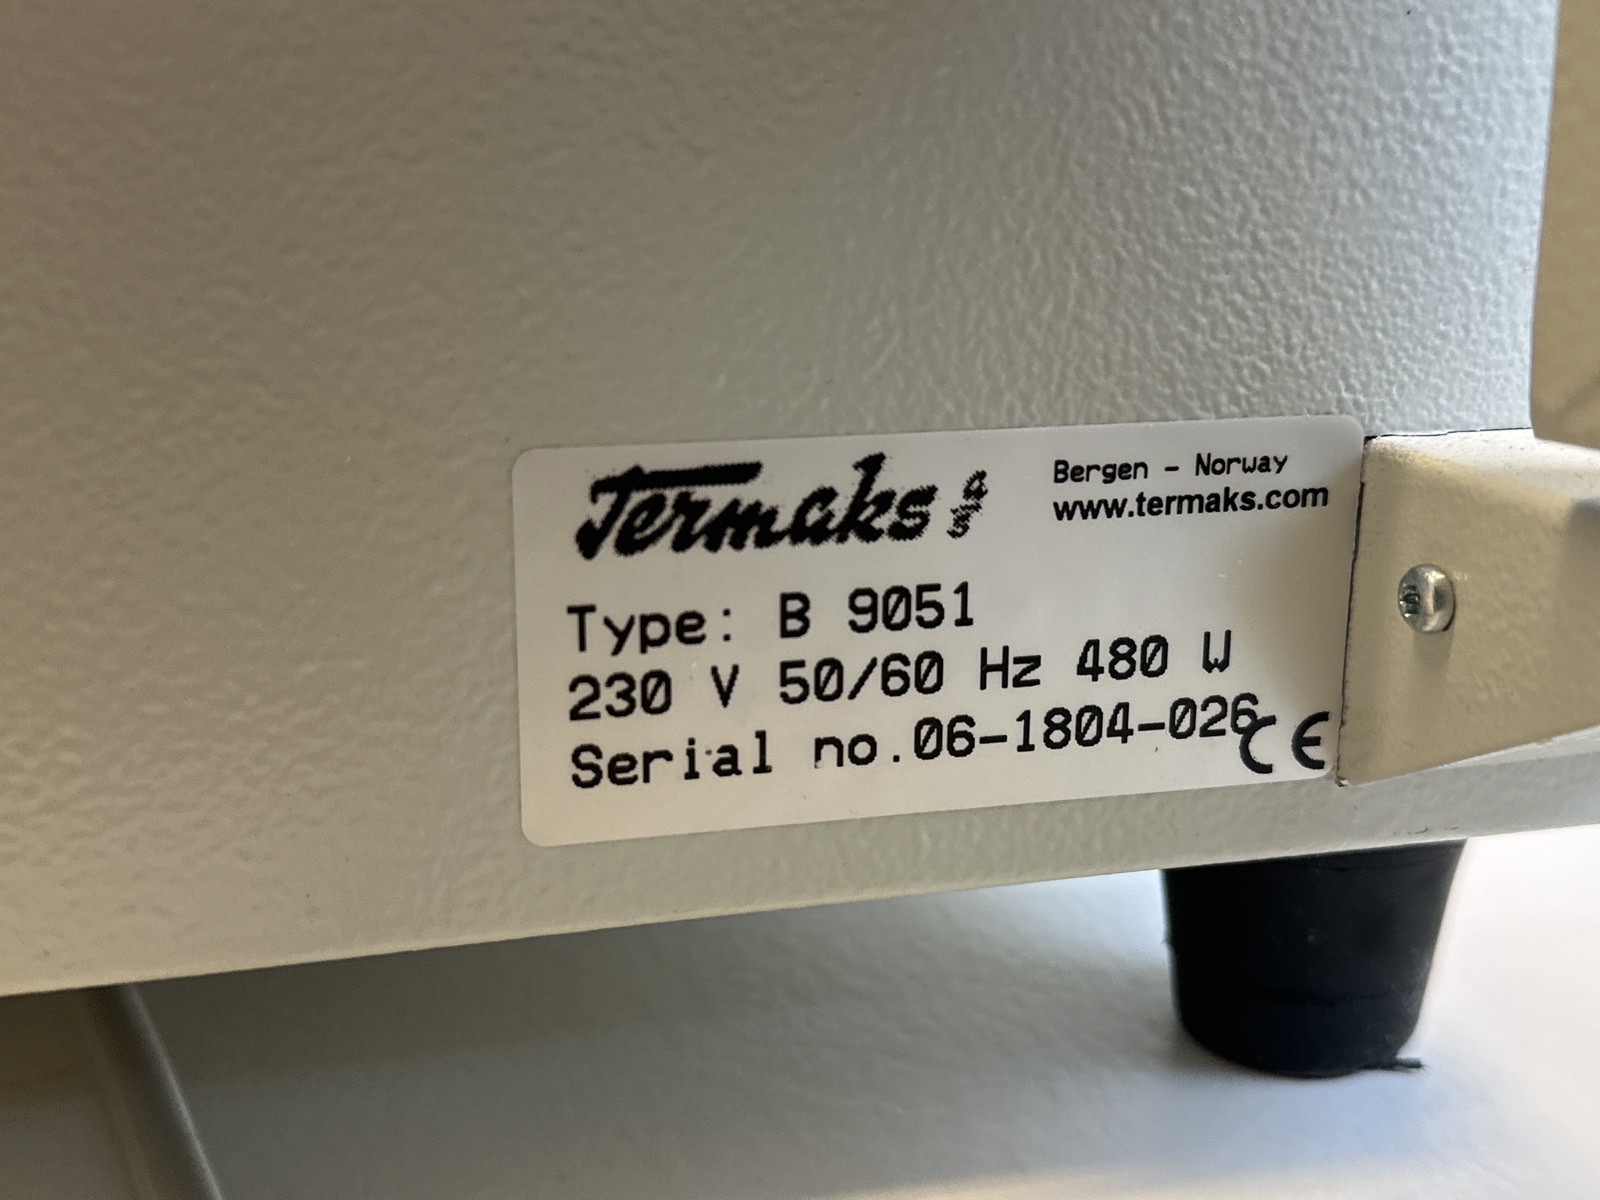 Termaks a/s
Bergen - Norway
www.termaks.com
Type: B 9051
230 V 50/60 Hz 480 W
Serial no.06-1804-026
CE